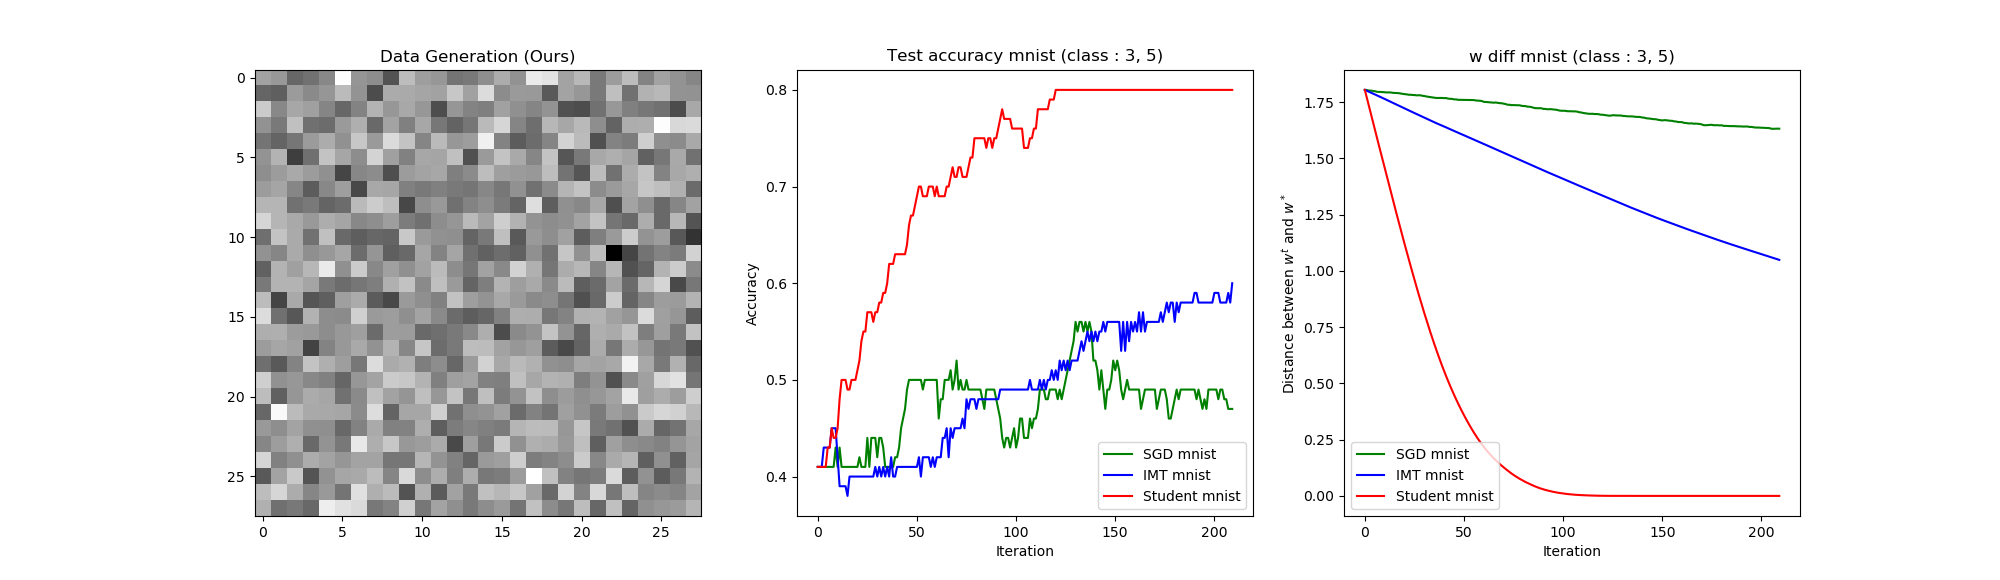 Data Generation (Ours)
0
5
10
15
20
25
0
5
10
15
20
25
Test accuracy mnist (class : 3, 5)
Accuracy
0.8
0.7
0.6
0.5
0.4
SGD mnist
IMT mnist
Student mnist
0
50
100
150
200
Iteration
w diff mnist (class : 3, 5)
Distance between w^t and w^*
1.75
1.50
1.25
1.00
0.75
0.50
0.25
0.00
SGD mnist
IMT mnist
Student mnist
0
50
100
150
200
Iteration